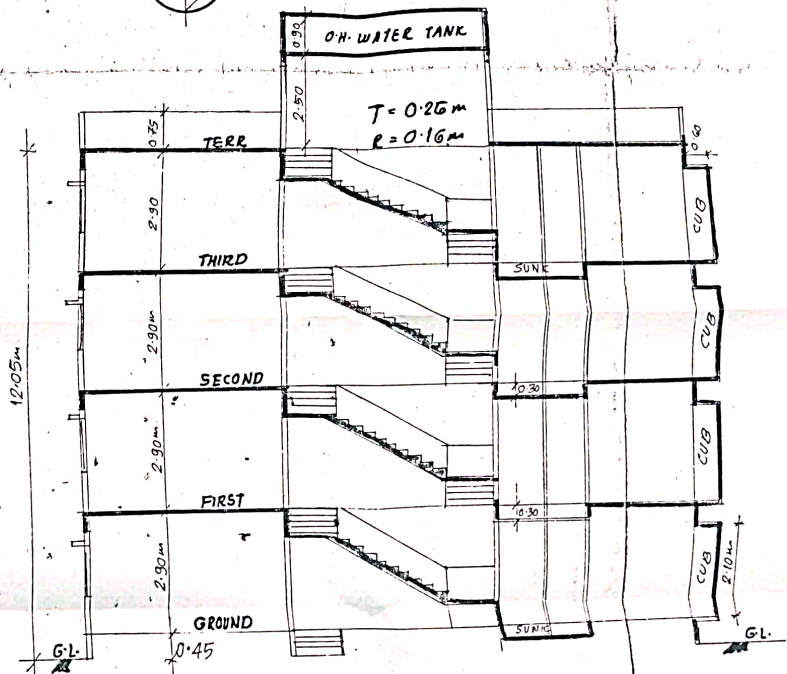 0.90
O.H. WATER TANK
2.50
T = 0.25m
R = 0.16m
0.75
TERR
0.60
2.90
CUB
THIRD
SUNK
2.90m
CUB
12.05m
SECOND
0.30
2.90m
CUB
FIRST
0.30
2.90m
CUB
2.10m
GROUND
SUNK
G.L.
0.45
G.L.